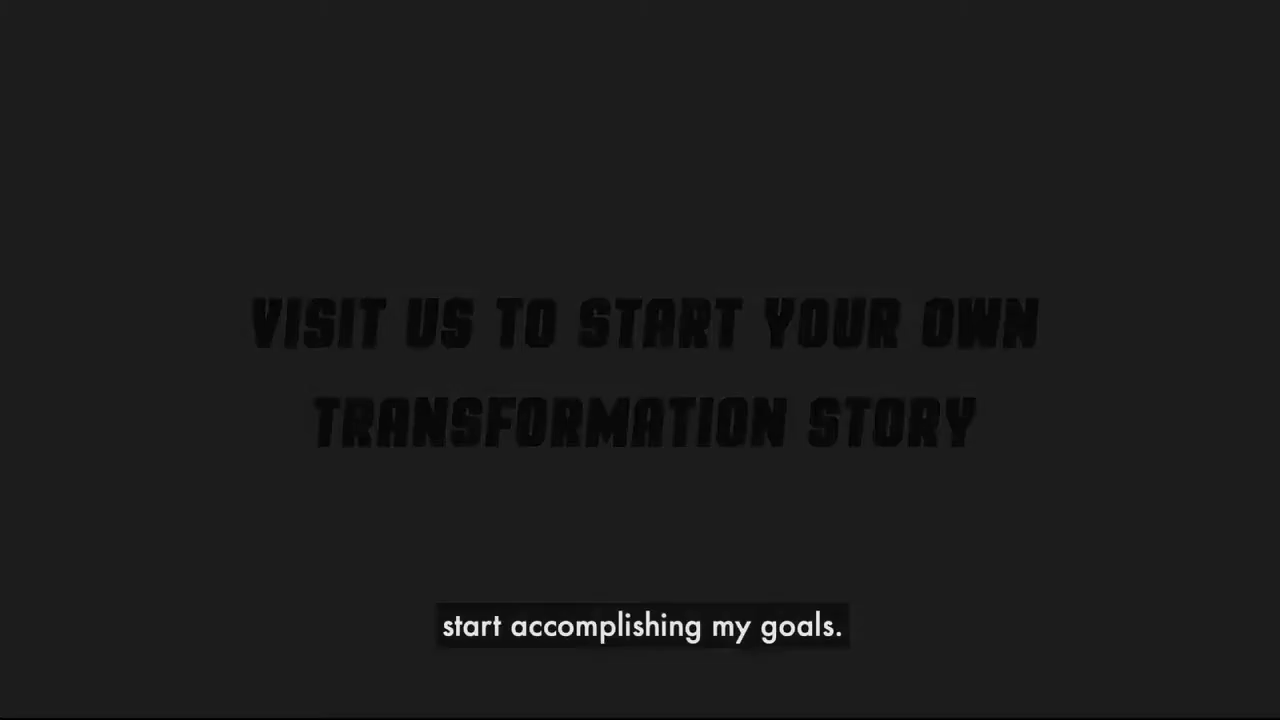 VISIT US TO START YOUR OWN
TRANSFORMATION STORY
start accomplishing my goals.